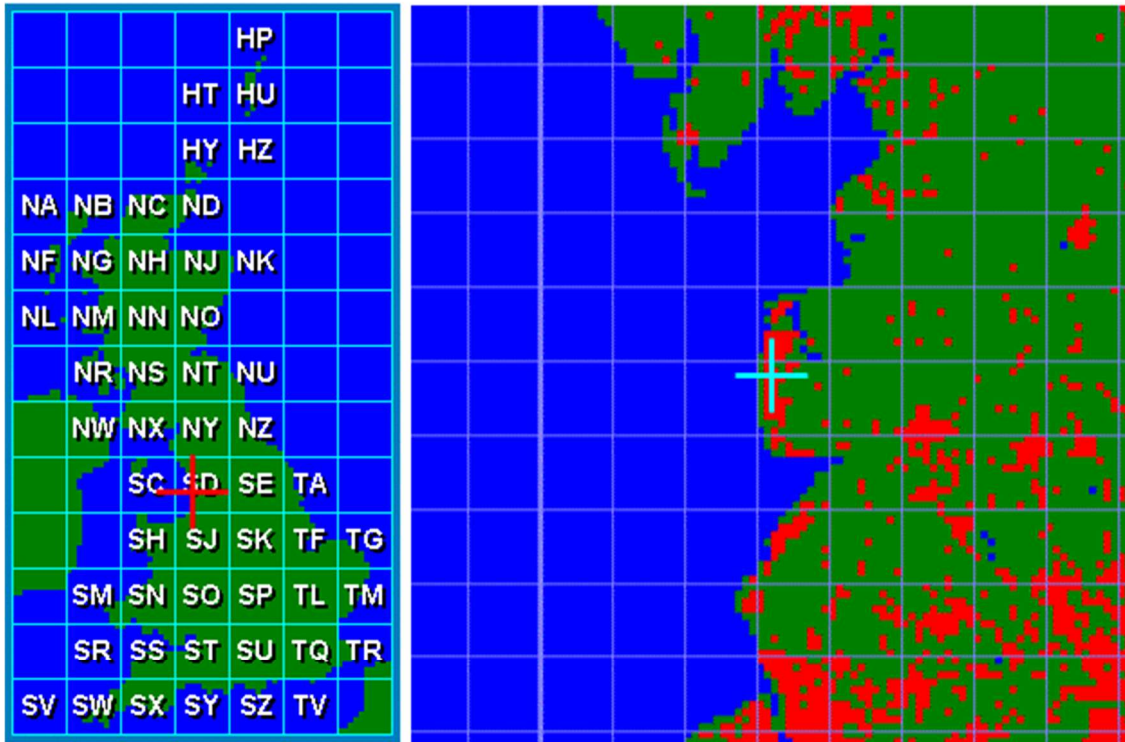 HP
HT HU
HY HZ
NA NB NC ND
NF NG NH NJ NK
NL NM NN NO
NR NS NT NU
NW NX NY NZ
SC SD SE TA
SH SJ SK TF TG
SM SN SO SP TL TM
SR SS ST SU TQ TR
SV SW SX SY SZ TV